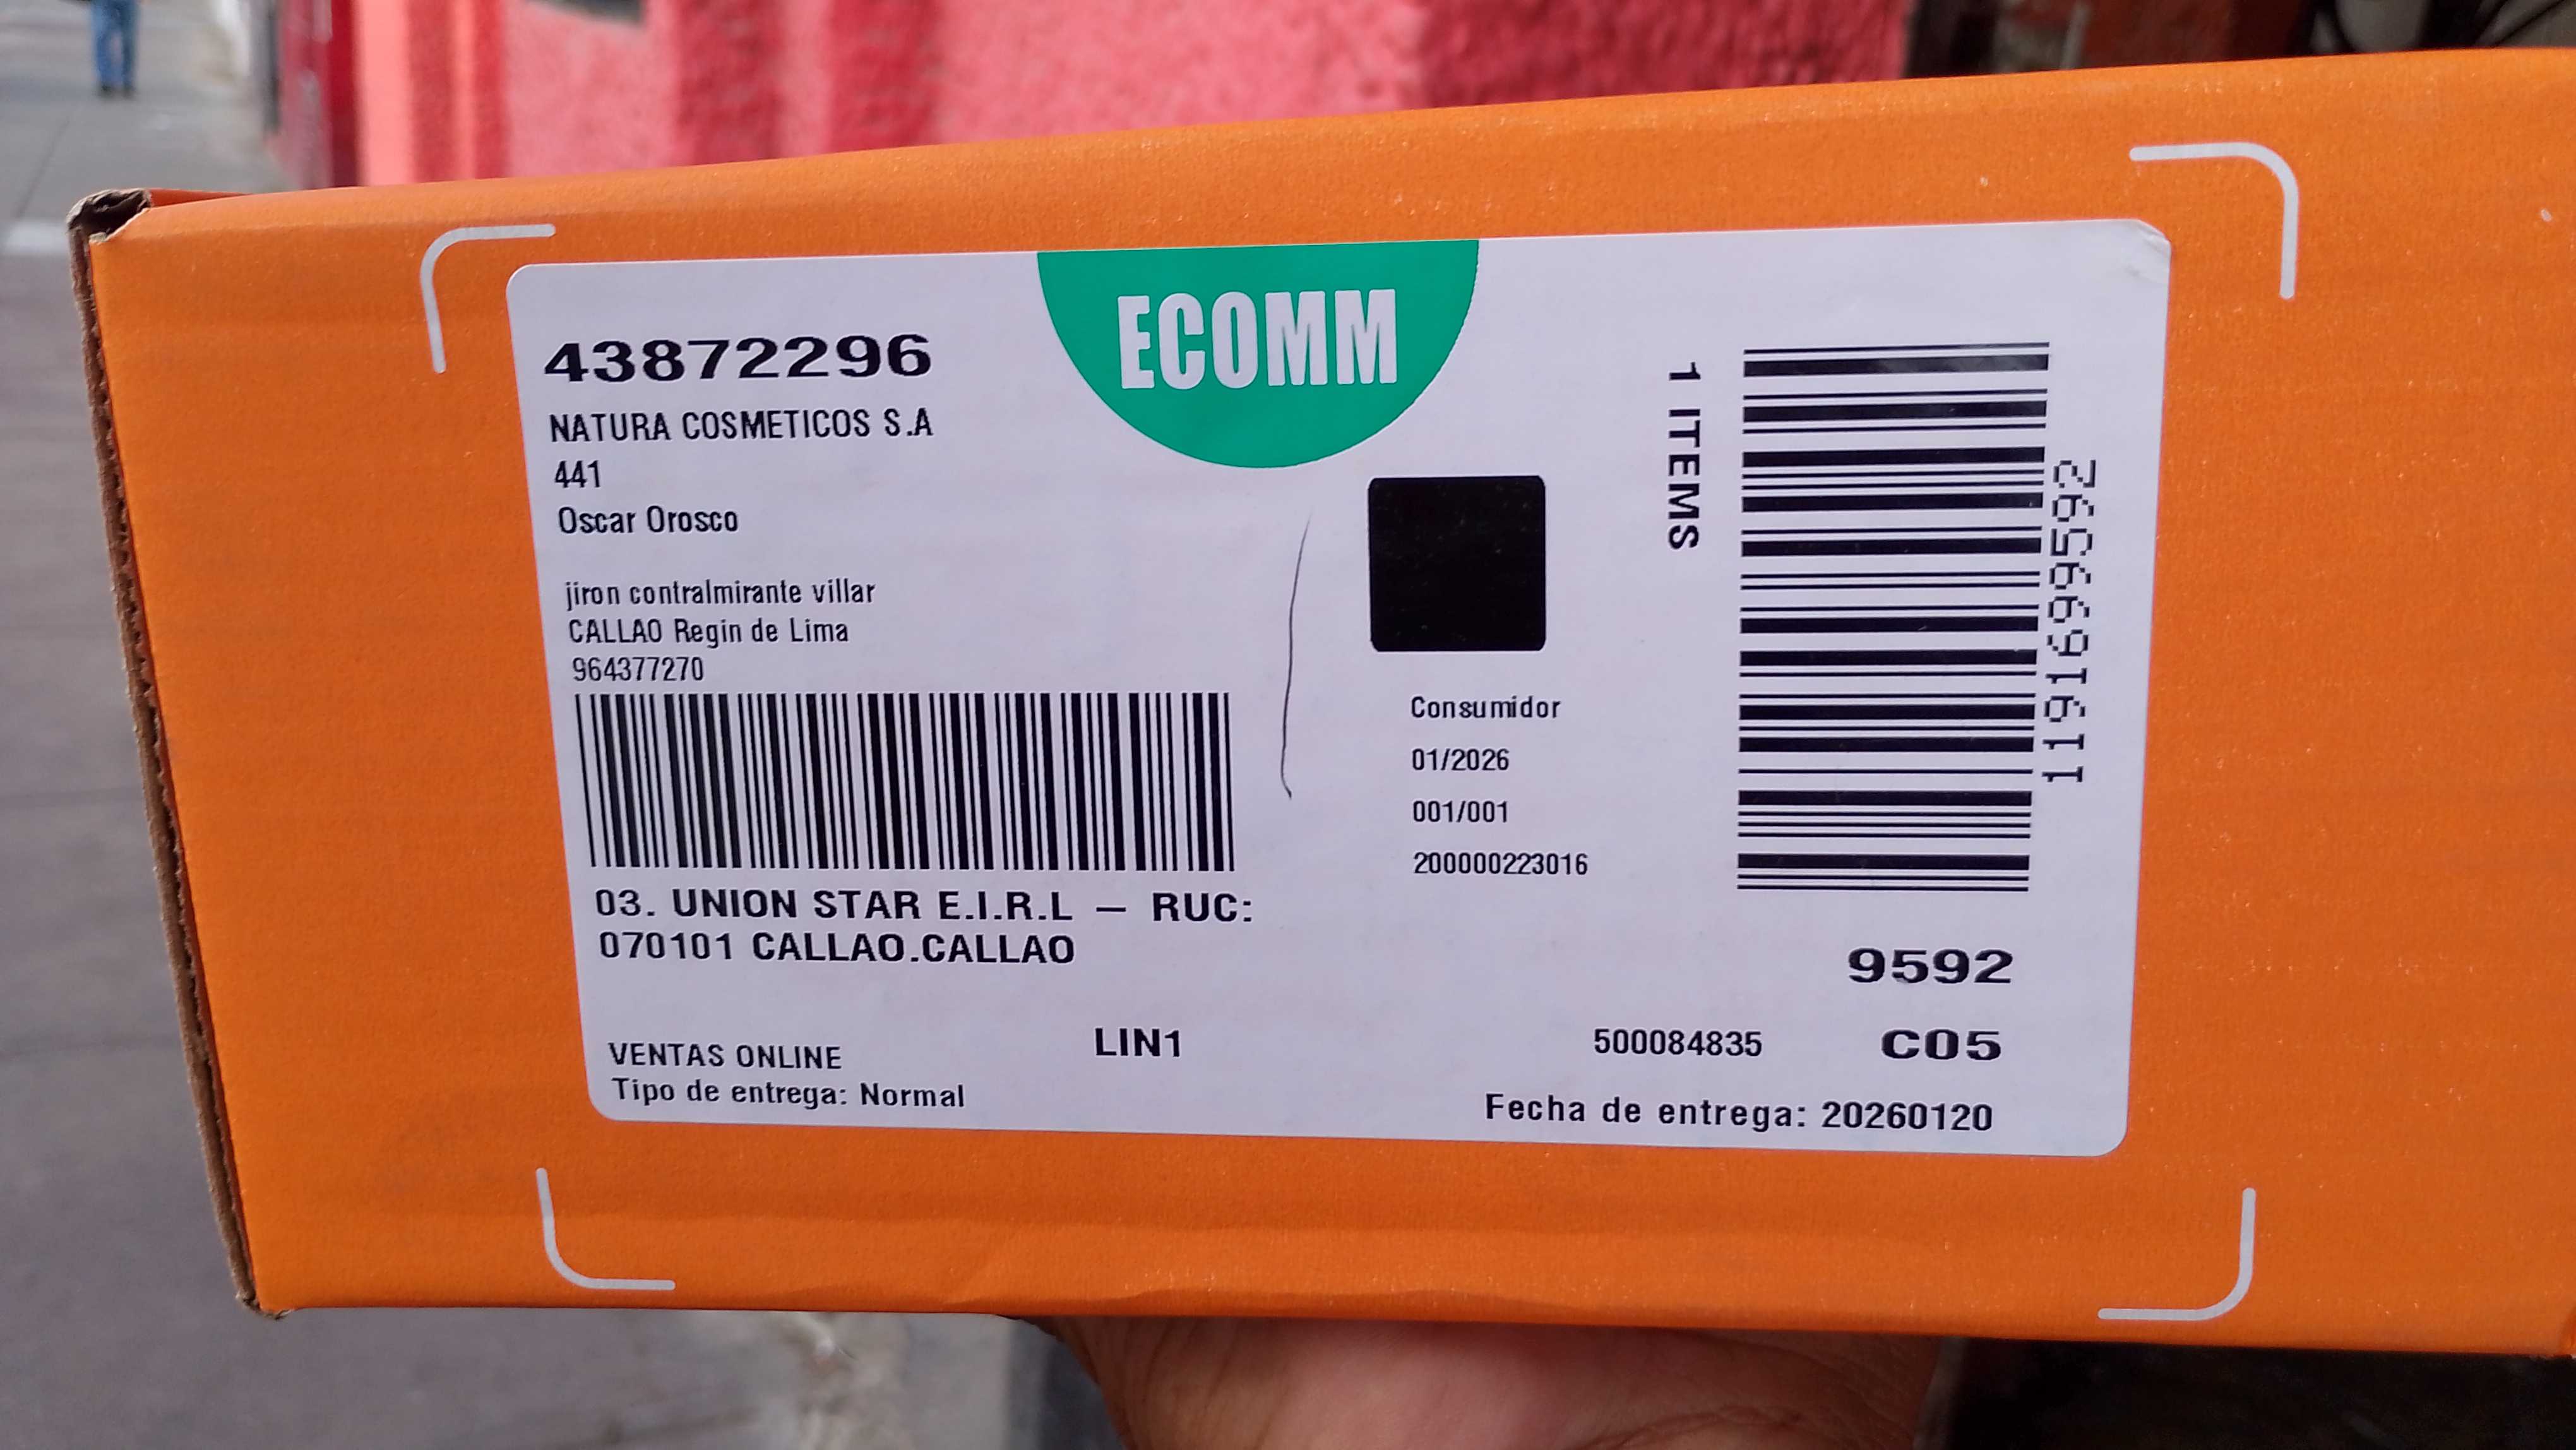 ECOMM
43872296
NATURA COSMETICOS S.A
441
Oscar Orosco
jiron contralmirante villar
CALLAO Regin de Lima
964377270
03. UNION STAR E.I.R.L — RUC:
070101 CALLAO.CALLAO
VENTAS ONLINE
Tipo de entrega: Normal
LIN1
Consumidor
01/2026
001/001
200000223016
1 ITEMS
1191699592
9592
500084835 C05
Fecha de entrega: 20260120